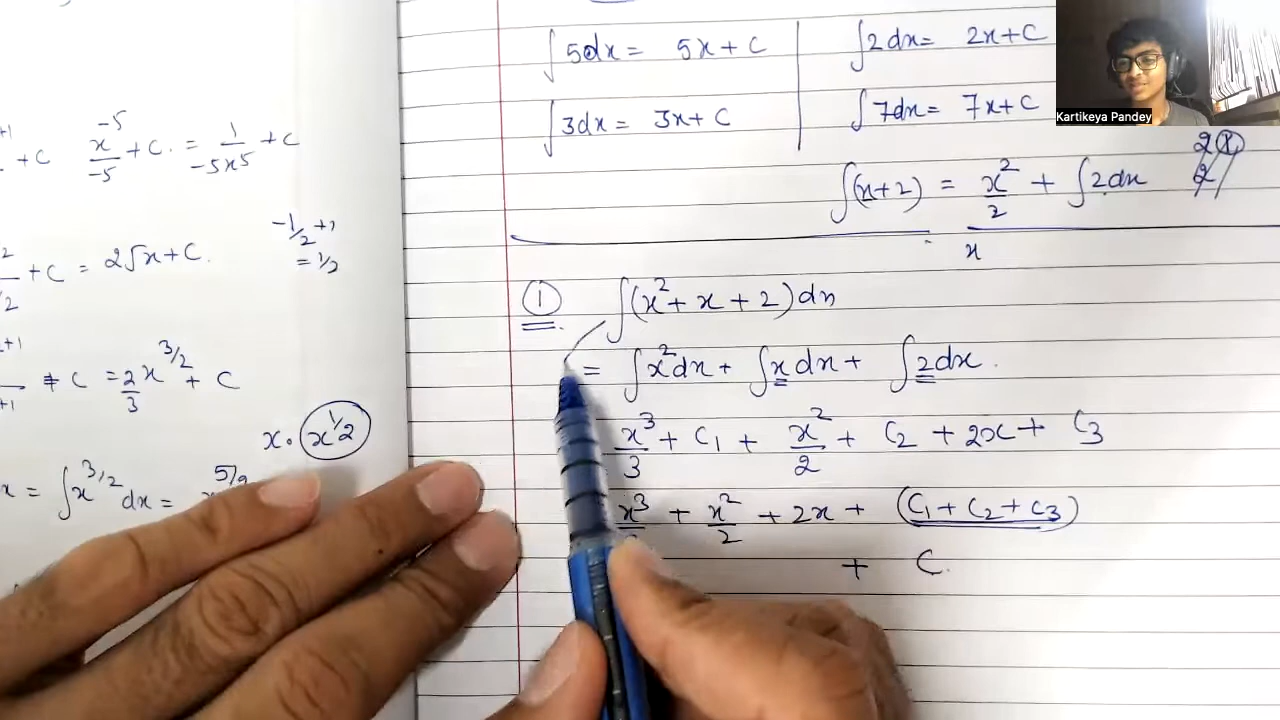 ∫5dx = 5x + C
∫2dx = 2x + C
∫3dx = 3x + C
∫7dx = 7x + C
Kartikeya Pandey
∫(x+2) = x²/2 + ∫2dx
x
+ C x⁻⁵/-5 + C. = 1/-5x⁵ + C
+ C = 2√x + C.
-1/2 + 1
= 1/2
+ C = 2/3 x^3/2 + C
x . x^1/2
x = ∫x^3/2 dx =
① ∫(x² + x + 2)dx
= ∫x²dx + ∫x dx + ∫2dx.
x³/3 + C₁ + x²/2 + C₂ + 2x + C₃
x³ + x²/2 + 2x + (C₁ + C₂ + C₃)
+ C.